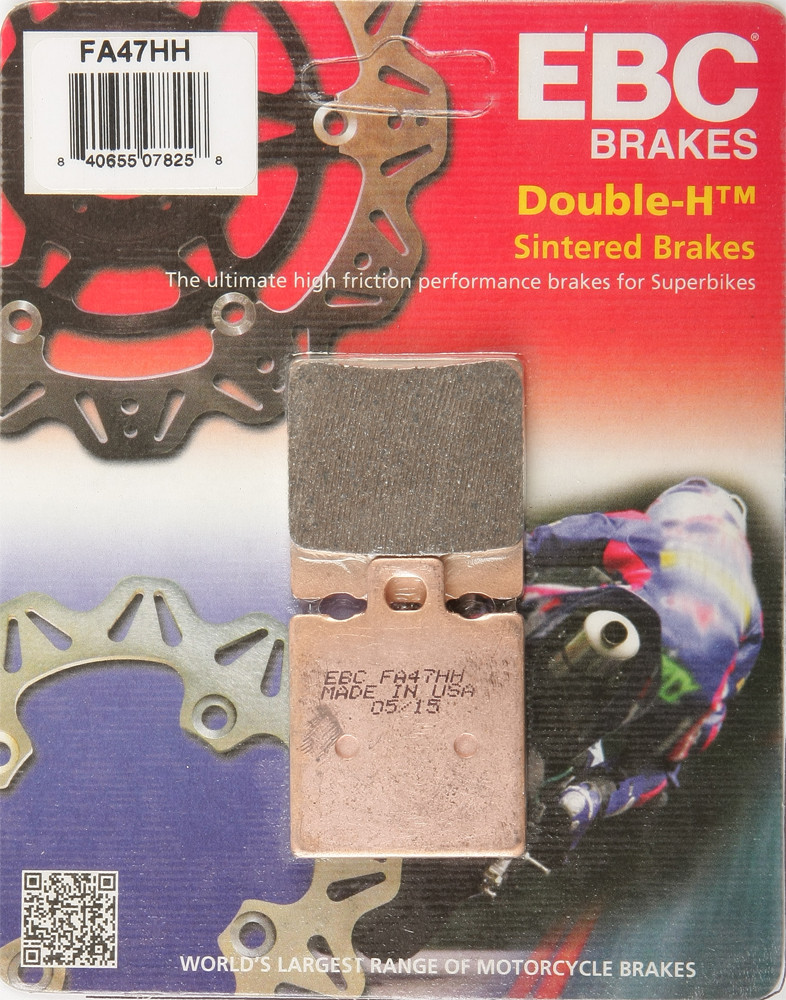 FA47HH
8 40655 07825 8
EBC®
BRAKES
Double-H™
Sintered Brakes
The ultimate high friction performance brakes for Superbikes
EBC FA47HH
MADE IN USA
05/15
WORLD'S LARGEST RANGE OF MOTORCYCLE BRAKES